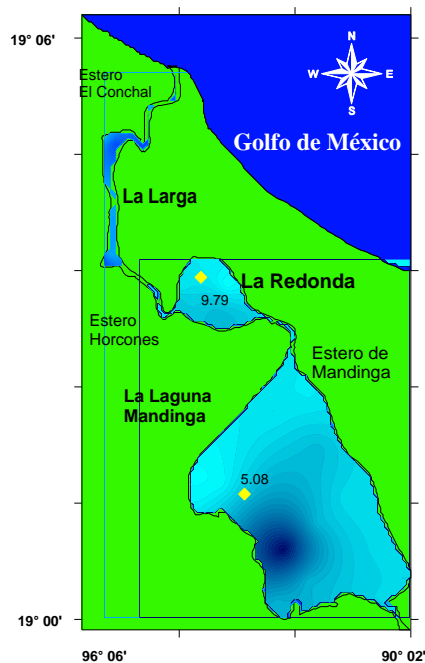 19° 06'
N
W E
S
Estero
El Conchal
Golfo de México
La Larga
La Redonda
9.79
Estero
Horcones
Estero de
Mandinga
La Laguna
Mandinga
5.08
19° 00'
96° 06' 90° 02'